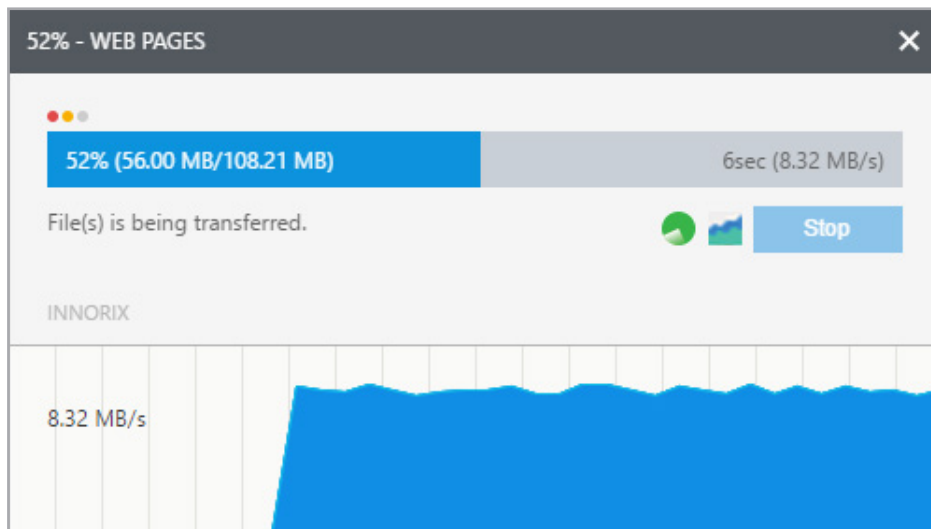 52% - WEB PAGES
52% (56.00 MB/108.21 MB) 6sec (8.32 MB/s)
File(s) is being transferred. Stop
INNORIX
8.32 MB/s